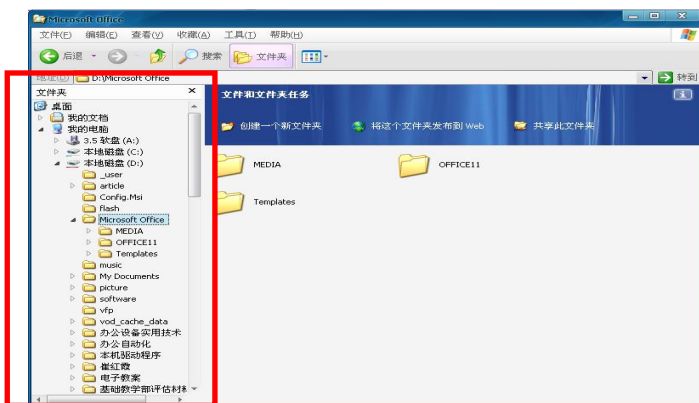 Microsoft Office
文件(F) 编辑(E) 查看(V) 收藏(A) 工具(T) 帮助(H)
后退 搜索 文件夹
地址(D) D:\Microsoft Office 转到
文件夹
桌面
我的文档
我的电脑
3.5 软盘 (A:)
本地磁盘 (C:)
本地磁盘 (D:)
_user
article
Config.Msi
flash
Microsoft Office
MEDIA
OFFICE11
Templates
music
My Documents
picture
software
vfp
vod_cache_data
办公设备实用技术
办公自动化
本机驱动程序
崔红霞
电子教案
基础教学部评估材料
文件和文件夹任务
创建一个新文件夹 将这个文件夹发布到 Web 共享此文件夹
MEDIA OFFICE11
Templates